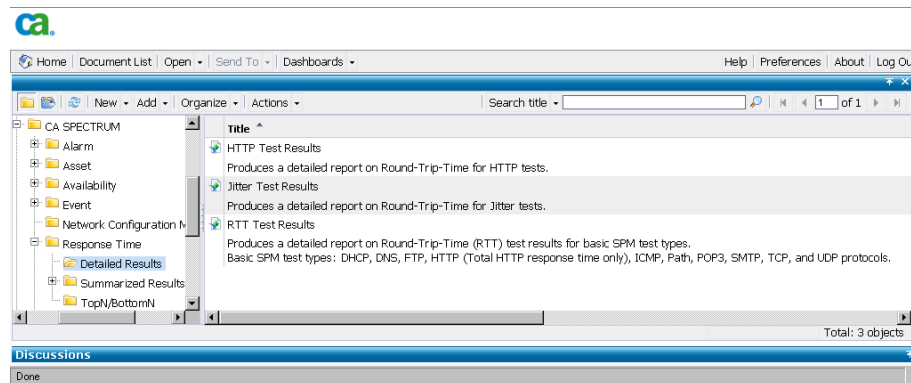 ca.
Home Document List Open Send To Dashboards Help Preferences About Log Ou
New Add Organize Actions Search title 1 of 1
CA SPECTRUM
Alarm
Asset
Availability
Event
Network Configuration M
Response Time
Detailed Results
Summarized Results
TopN/BottomN
Title
HTTP Test Results
Produces a detailed report on Round-Trip-Time for HTTP tests.
Jitter Test Results
Produces a detailed report on Round-Trip-Time for Jitter tests.
RTT Test Results
Produces a detailed report on Round-Trip-Time (RTT) test results for basic SPM test types.
Basic SPM test types: DHCP, DNS, FTP, HTTP (Total HTTP response time only), ICMP, Path, POP3, SMTP, TCP, and UDP protocols.
Total: 3 objects
Discussions
Done